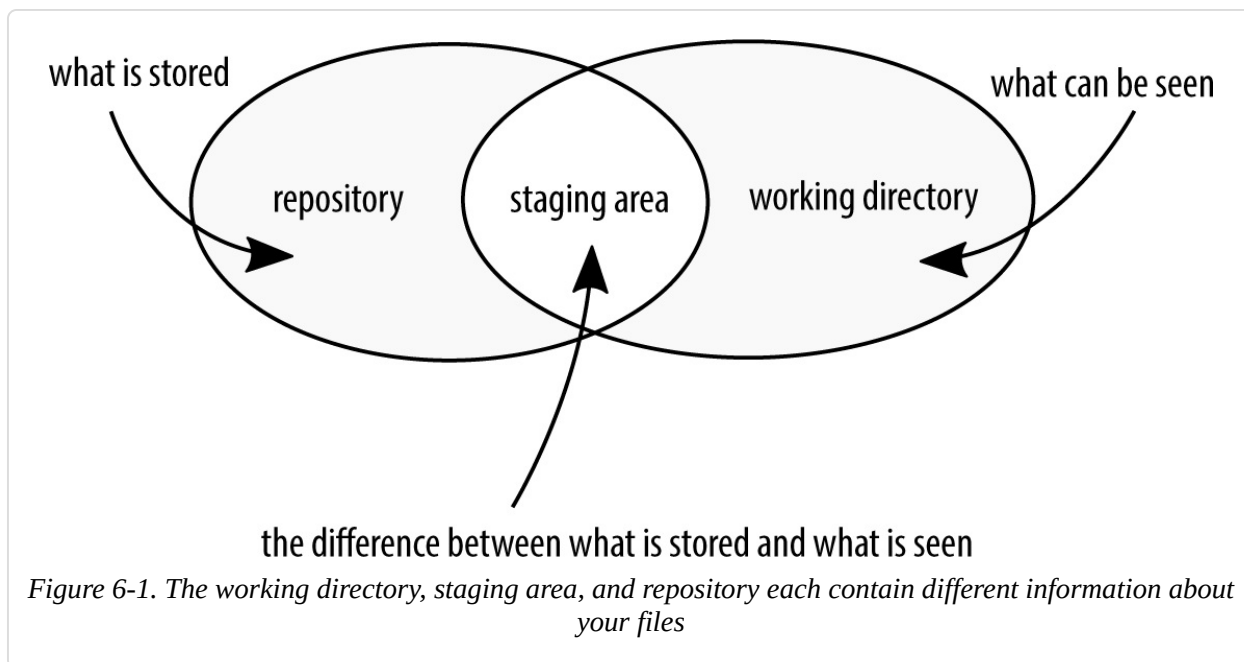 what is stored
what can be seen
repository
staging area
working directory
the difference between what is stored and what is seen
Figure 6-1. The working directory, staging area, and repository each contain different information about
your files